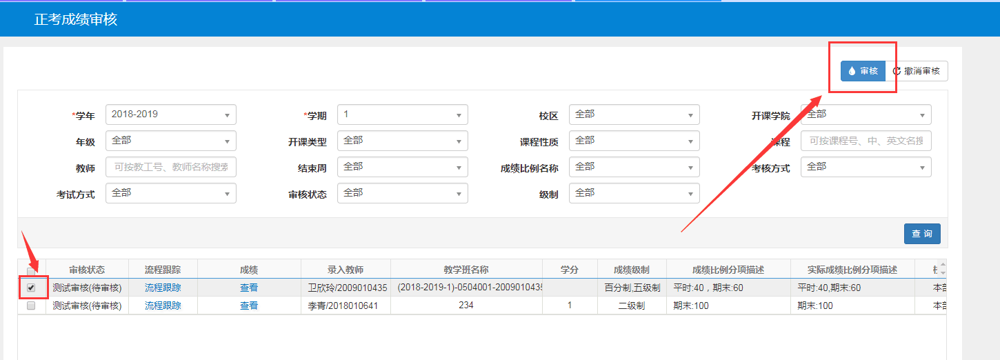 正考成绩审核
审核 撤消审核
*学年 2018-2019 *学期 1 校区 全部 开课学院 全部
年级 全部 开课类型 全部 课程性质 全部 课程 可按课程号、中、英文名搜
教师 可按教工号、教师名称搜索 结束周 全部 成绩比例名称 全部 考核方式 全部
考试方式 全部 审核状态 全部 级制 全部
查 询
审核状态 流程跟踪 成绩 录入教师 教学班名称 学分 成绩级制 成绩比例分项描述 实际成绩比例分项描述
测试审核(待审核) 流程跟踪 查看 卫欣玲/2009010435 (2018-2019-1)-0504001-2009010435 百分制,五级制 平时:40，期末:60 平时:40,期末:60 本部
测试审核(待审核) 流程跟踪 查看 李青/2018010641 234 1 二级制 期末:100 期末:100 本部